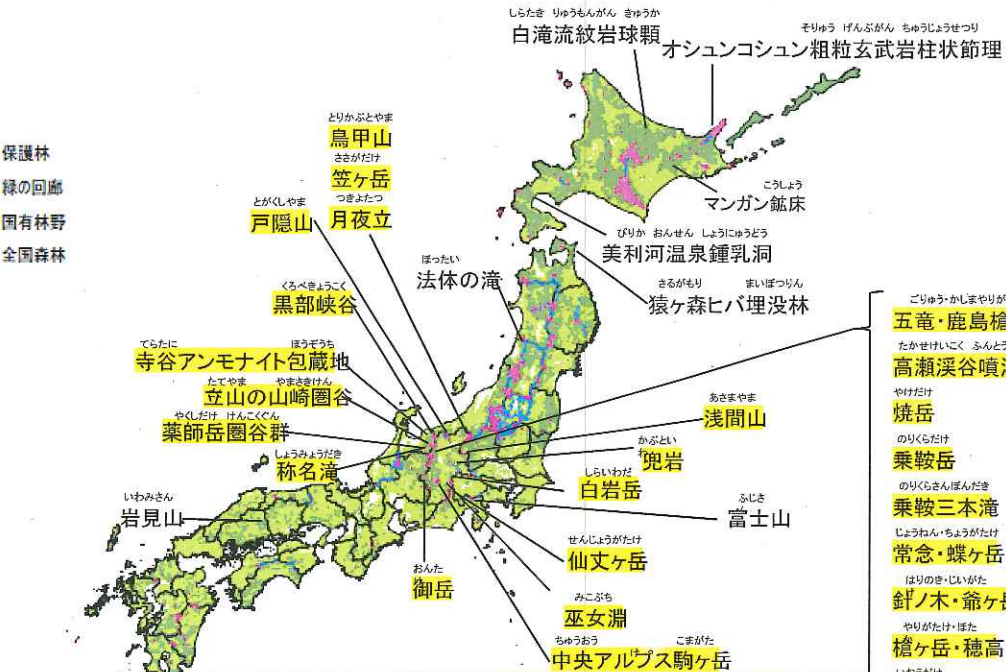 しらたき りゅうもんがん きゅうか
白滝流紋岩球顆
そりゅう げんぶがん ちゅうじょうせつり
オシュンコシュン粗粒玄武岩柱状節理
保護林
緑の回廊
国有林野
全国森林
とりかぶとやま
鳥甲山
ささがだけ
笠ヶ岳
つきよたつ
月夜立
とがくしやま
戸隠山
こうしょう
マンガン鉱床
ぴりか おんせん しょうにゅうどう
美利河温泉鍾乳洞
ほったい
法体の滝
さるがもり まいぼつりん
猿ヶ森ヒバ埋没林
くろべきょうこく
黒部峡谷
てらたに ほうぞうち
寺谷アンモナイト包蔵地
たてやま やまさきけん
立山の山崎圏谷
やくしだけ けんこくぐん
薬師岳圏谷群
しょうみょうだき
称名滝
いわみさん
岩見山
おんた
御岳
あさまやま
浅間山
かぶとい
兜岩
しらいわだ
白岩岳
ふじさ
富士山
せんじょうがたけ
仙丈ヶ岳
みこぶち
巫女淵
ちゅうおう こまがた
中央アルプス駒ヶ岳
ごりゅう・かしまやりが
五竜・鹿島槍
たかせけいこく ふんとう
高瀬渓谷噴
やけだけ
焼岳
のりくらだけ
乗鞍岳
のりくらさんぼんだき
乗鞍三本滝
じょうねん・ちょうがたけ
常念・蝶ヶ岳
はりのき・じいがた
針ノ木・爺ヶ岳
やりがたけ・ほた
槍ヶ岳・穂高